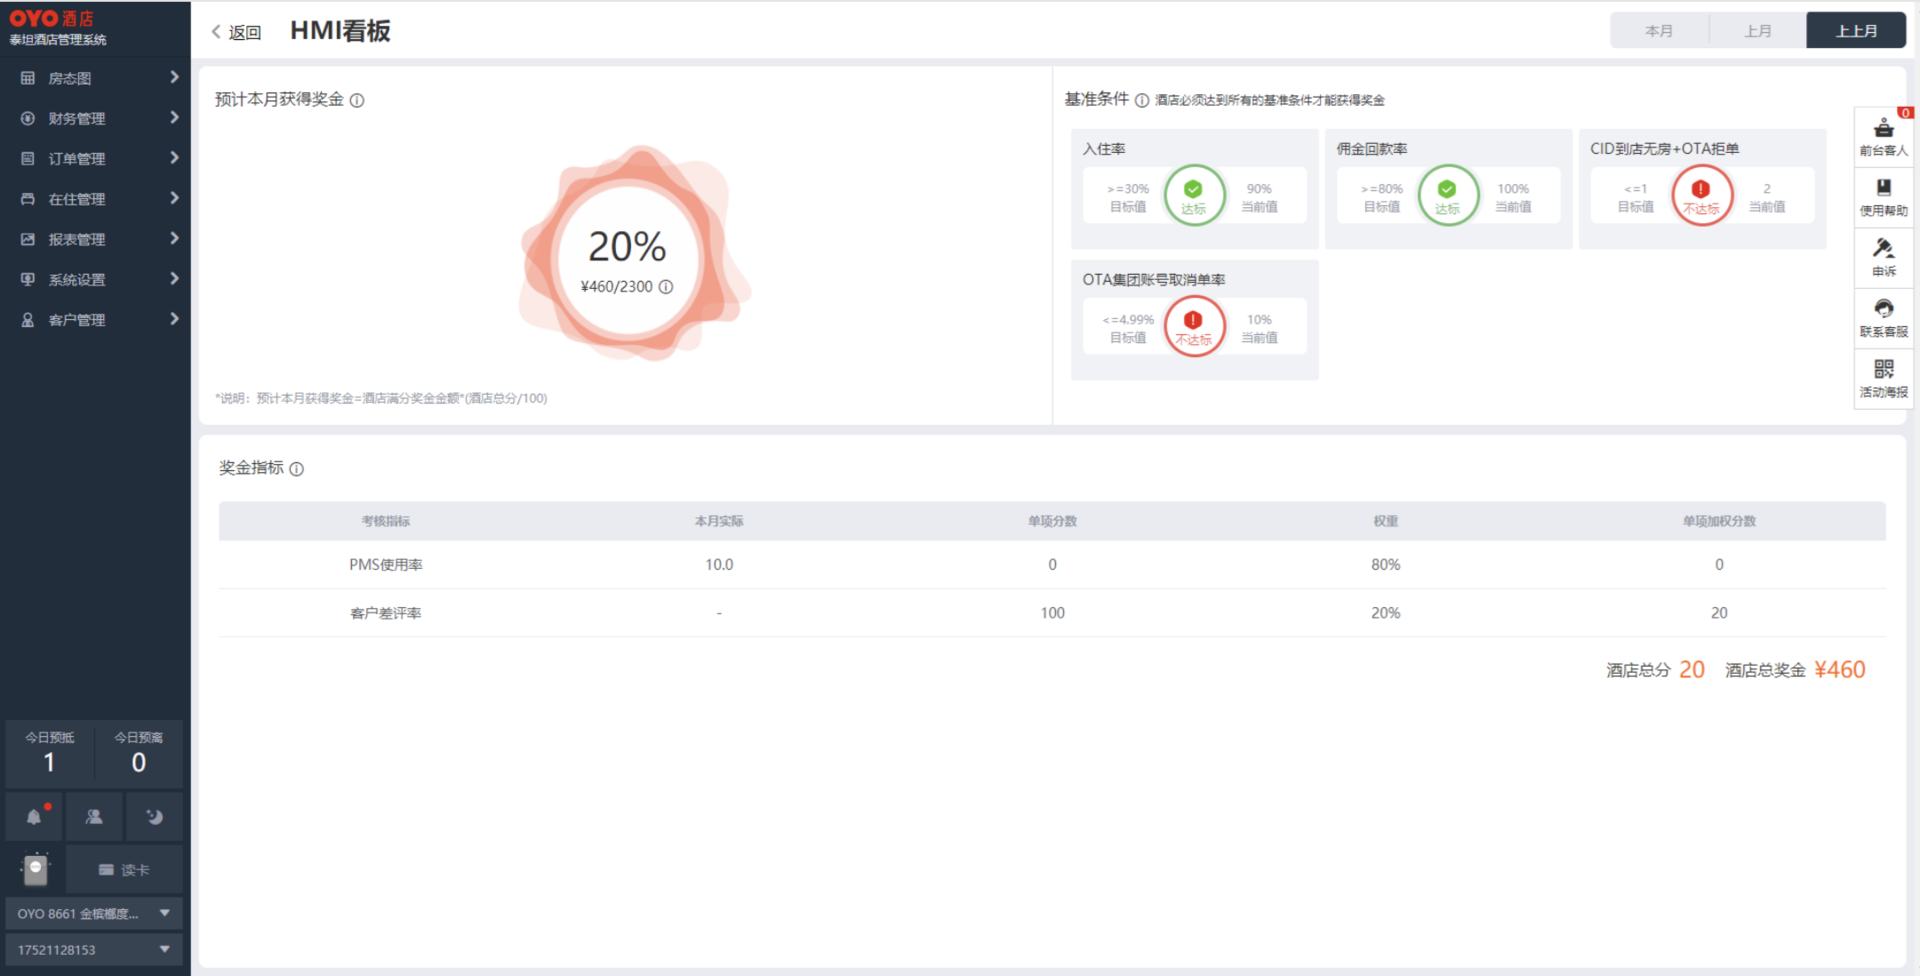 OYO 酒店
泰坦酒店管理系统
房态图
财务管理
订单管理
在住管理
报表管理
系统设置
客户管理
今日预抵
1
今日预离
0
读卡
OYO 8661 金槟榔度...
17521128153
返回
HMI看板
本月
上月
上上月
预计本月获得奖金
20%
¥460/2300
*说明：预计本月获得奖金=酒店满分奖金金额*(酒店总分/100)
基准条件 酒店必须达到所有的基准条件才能获得奖金
入住率
>=30%
目标值
达标
90%
当前值
佣金回款率
>=80%
目标值
达标
100%
当前值
CID到店无房+OTA拒单
<=1
目标值
不达标
2
当前值
OTA集团账号取消单率
<=4.99%
目标值
不达标
10%
当前值
0
前台客人
使用帮助
申诉
联系客服
活动海报
奖金指标
考核指标 本月实际 单项分数 权重 单项加权分数
PMS使用率 10.0 0 80% 0
客户差评率 - 100 20% 20
酒店总分 20 酒店总奖金 ¥460